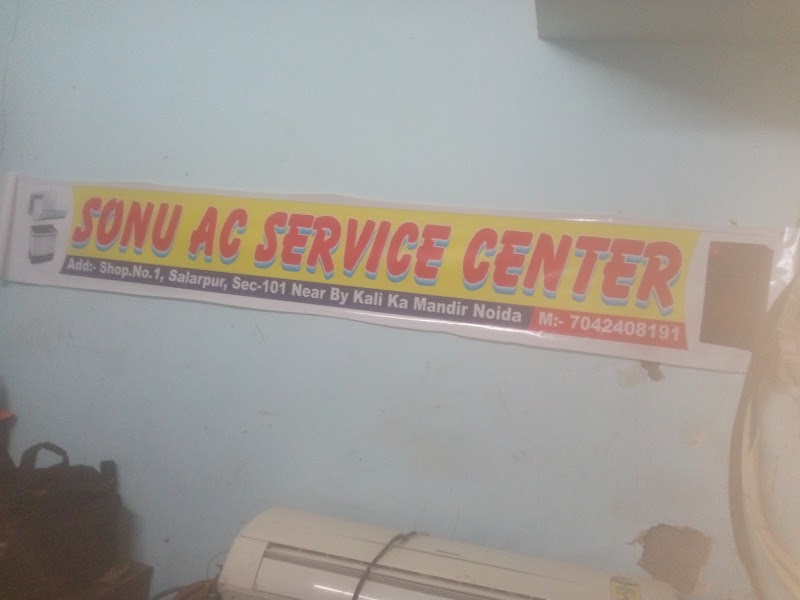 SONU AC SERVICE CENTER
Add:- Shop.No.1, Salarpur, Sec-101 Near By Kali Ka Mandir Noida
M:- 7042408191